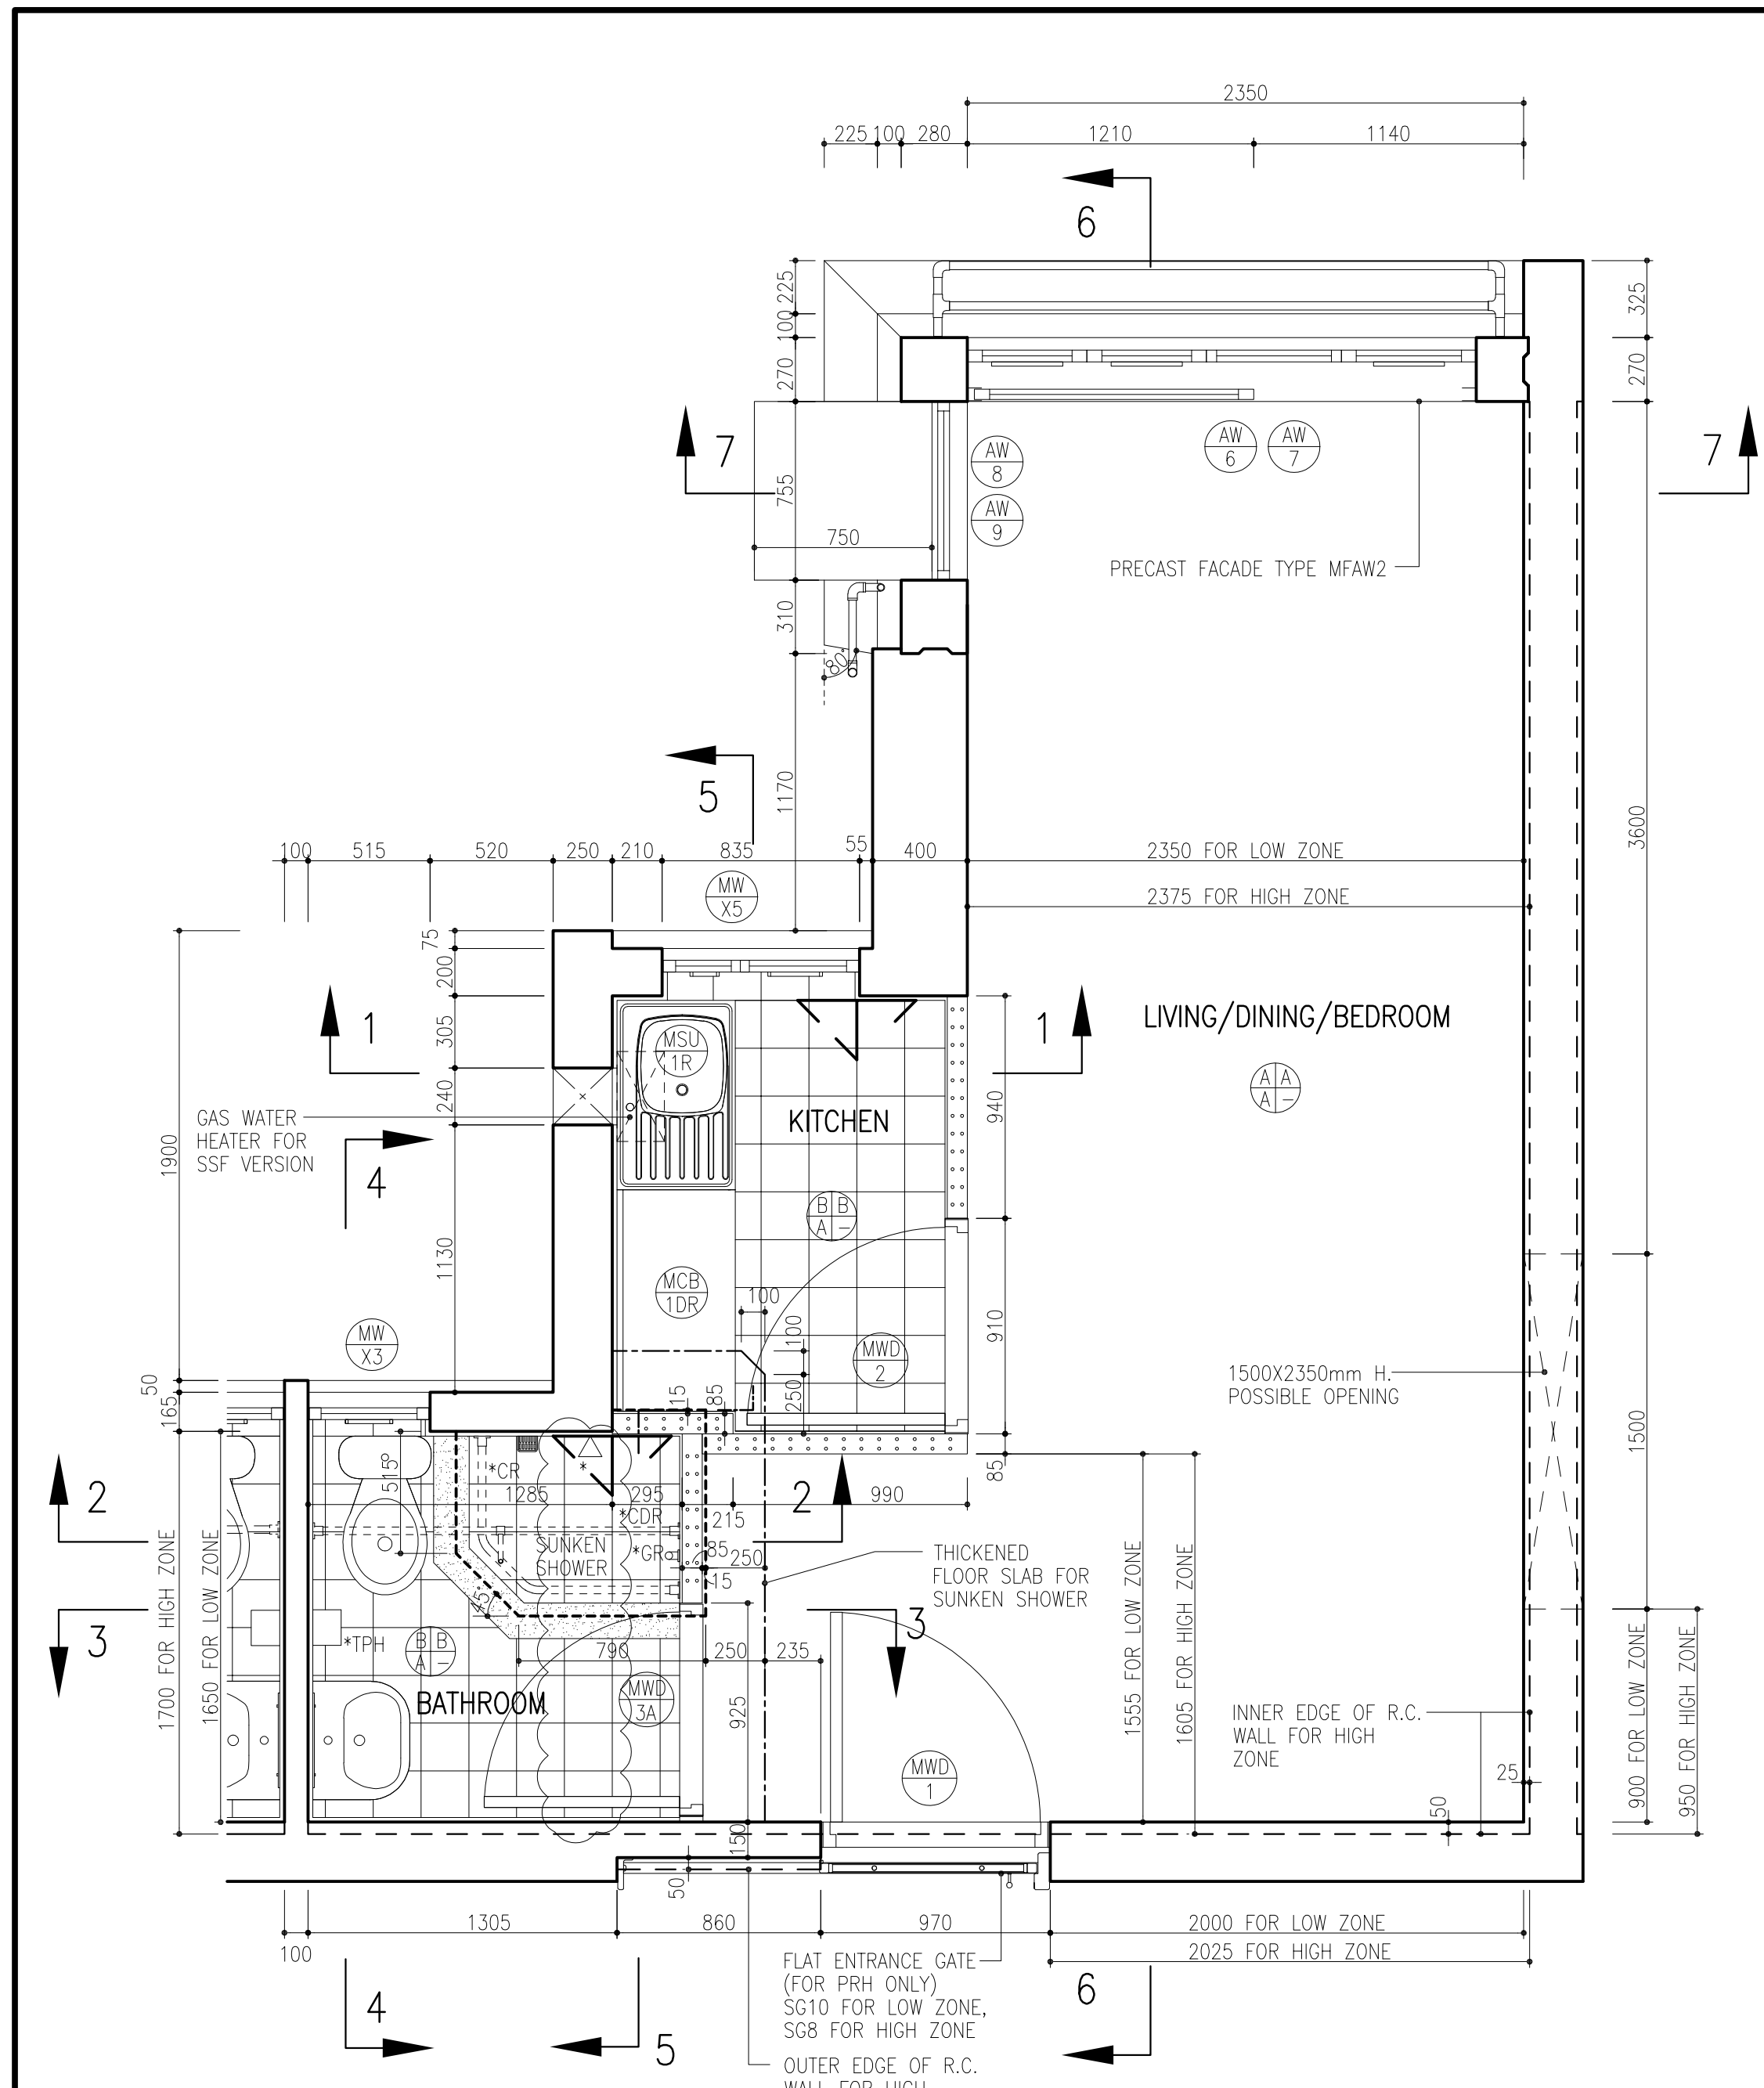 2350
225 100 280 1210 1140
6
225
100
270
325
270
7
7
AW
8
AW
6
AW
7
AW
9
755
750
PRECAST FACADE TYPE MFAW2
310
80°
5
1170
3600
100 515 520 250 210 835 55 400 2350 FOR LOW ZONE
MW
X5
2375 FOR HIGH ZONE
75
200
305
240
1130
1
1
MSU
1R
LIVING/DINING/BEDROOM
A A
A –
KITCHEN
940
GAS WATER
HEATER FOR
SSF VERSION
1900
4
B B
A –
MCB
1DR
100
100
250
910
MWD
2
MW
X3
1500X2350mm H.
POSSIBLE OPENING
1500
50
165
15
85
85
515
*CR
*
1285 295 990
2
2
*CDR
215
SUNKEN
SHOWER
*GR
85
250
15
THICKENED
FLOOR SLAB FOR
SUNKEN SHOWER
45°
3
3
1700 FOR HIGH ZONE
1650 FOR LOW ZONE
*TPH
B B
A –
790 250 235
BATHROOM
MWD
3A
925
1555 FOR LOW ZONE
1605 FOR HIGH ZONE
INNER EDGE OF R.C.
WALL FOR HIGH
ZONE
900 FOR LOW ZONE
950 FOR HIGH ZONE
MWD
1
25
50
150
50
1305 860 970 2000 FOR LOW ZONE
100
2025 FOR HIGH ZONE
FLAT ENTRANCE GATE
(FOR PRH ONLY)
SG10 FOR LOW ZONE,
SG8 FOR HIGH ZONE
4
5
6
OUTER EDGE OF R.C.
WALL FOR HIGH